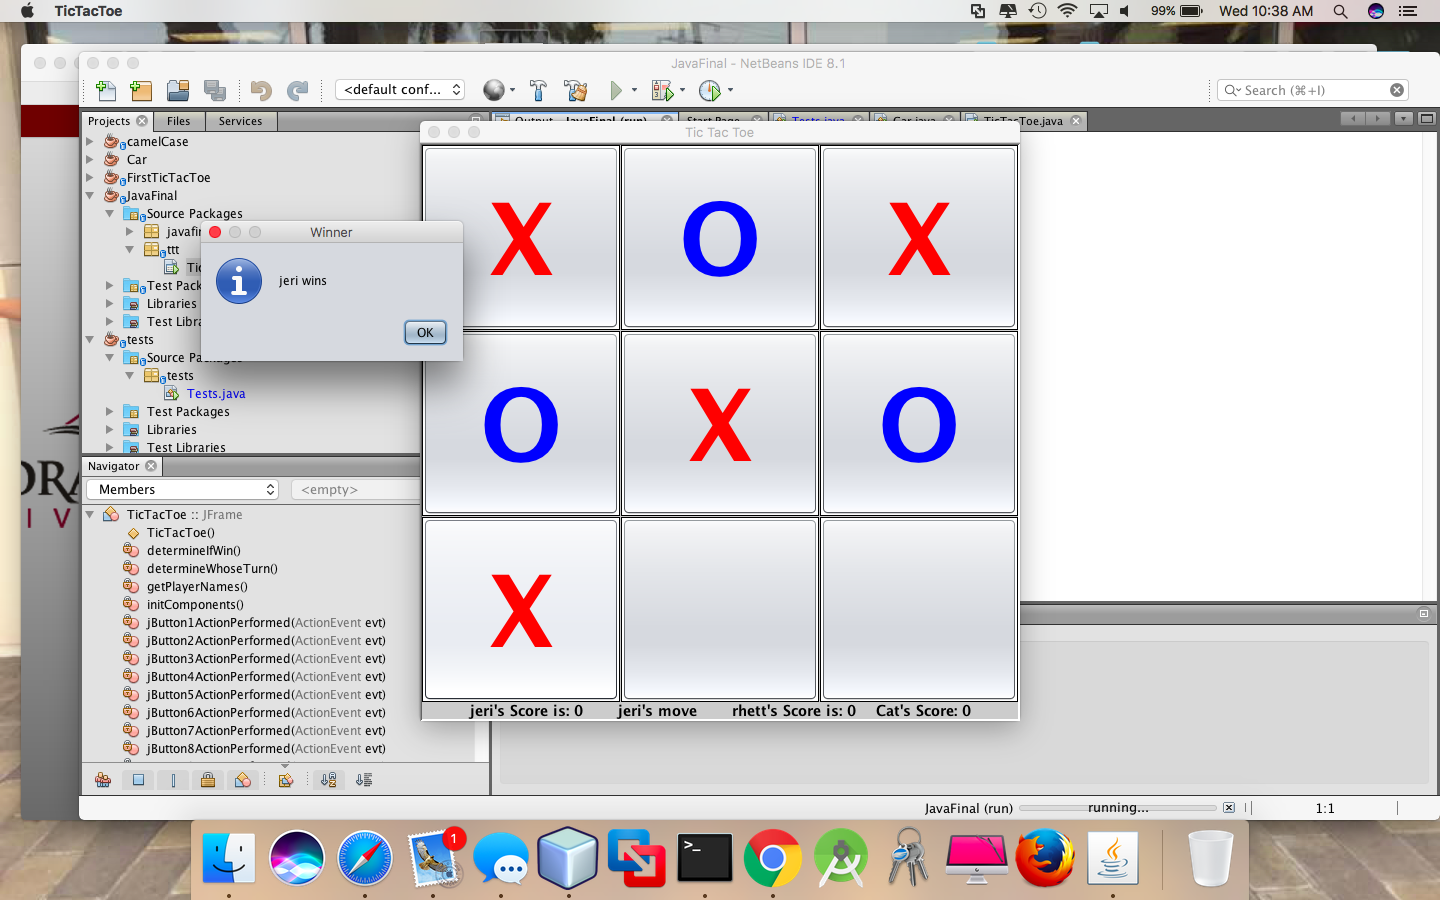 TicTacToe
99%
Wed 10:38 AM
JavaFinal - NetBeans IDE 8.1
<default conf...
Search (⌘+I)
Projects
Files
Services
Output - JavaFinal (run)
Start Page
Tests.java
Car.java
TicTacToe.java
Tic Tac Toe
camelCase
Car
FirstTicTacToe
JavaFinal
Source Packages
javafin
ttt
Tic
Test Pack
Libraries
Test Libra
tests
Source Packages
tests
Tests.java
Test Packages
Libraries
Test Libraries
Winner
jeri wins
OK
X O X
O X O
X
jeri's Score is: 0
jeri's move
rhett's Score is: 0
Cat's Score: 0
Navigator
Members
<empty>
TicTacToe :: JFrame
TicTacToe()
determineIfWin()
determineWhoseTurn()
getPlayerNames()
initComponents()
jButton1ActionPerformed(ActionEvent evt)
jButton2ActionPerformed(ActionEvent evt)
jButton3ActionPerformed(ActionEvent evt)
jButton4ActionPerformed(ActionEvent evt)
jButton5ActionPerformed(ActionEvent evt)
jButton6ActionPerformed(ActionEvent evt)
jButton7ActionPerformed(ActionEvent evt)
jButton8ActionPerformed(ActionEvent evt)
JavaFinal (run)
running...
1:1
1